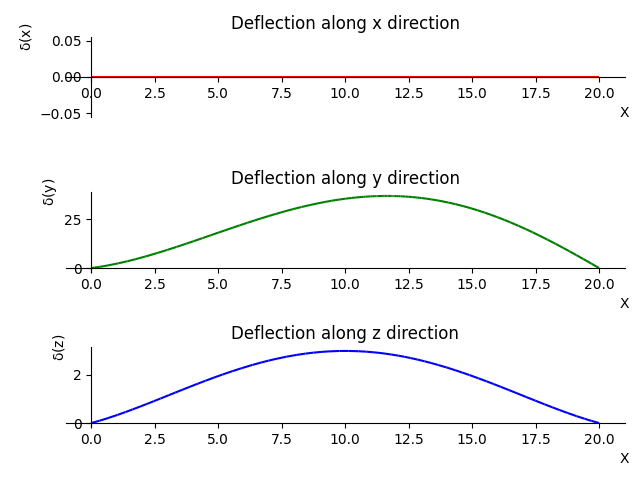 Deflection along x direction
δ(x)
0.05
0.00
−0.05
0.0 2.5 5.0 7.5 10.0 12.5 15.0 17.5 20.0
X
Deflection along y direction
δ(y)
25
0
0.0 2.5 5.0 7.5 10.0 12.5 15.0 17.5 20.0
X
Deflection along z direction
δ(z)
2
0
0.0 2.5 5.0 7.5 10.0 12.5 15.0 17.5 20.0
X